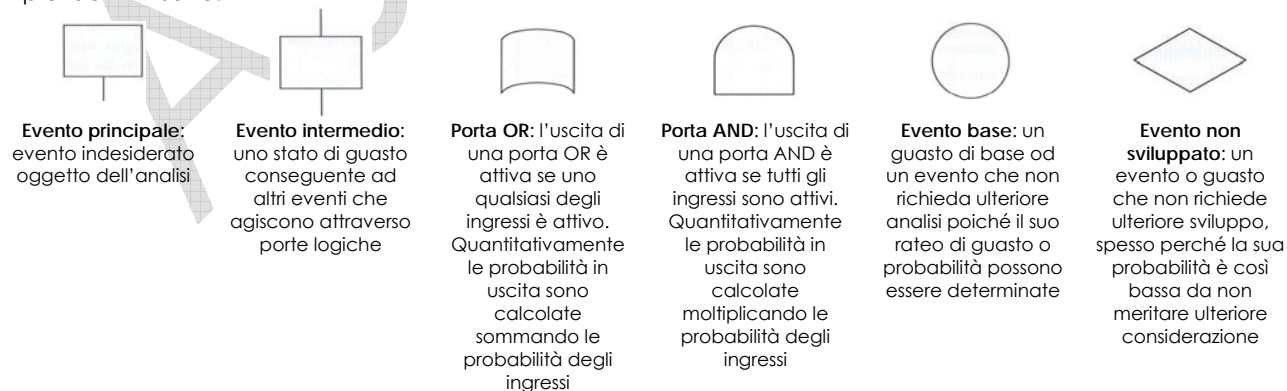 Evento principale:
evento indesiderato
oggetto dell'analisi
Evento intermedio:
uno stato di guasto
conseguente ad
altri eventi che
agiscono attraverso
porte logiche
Porta OR: l'uscita di
una porta OR è
attiva se uno
qualsiasi degli
ingressi è attivo.
Quantitativamente
le probabilità in
uscita sono
calcolate
sommando le
probabilità degli
ingressi
Porta AND: l'uscita di
una porta AND è
attiva se tutti gli
ingressi sono attivi.
Quantitativamente
le probabilità in
uscita sono
calcolate
moltiplicando le
probabilità degli
ingressi
Evento base: un
guasto di base od
un evento che non
richieda ulteriore
analisi poiché il suo
rateo di guasto o
probabilità possono
essere determinate
Evento non
sviluppato: un
evento o guasto
che non richiede
ulteriore sviluppo,
spesso perché la sua
probabilità è così
bassa da non
meritare ulteriore
considerazione